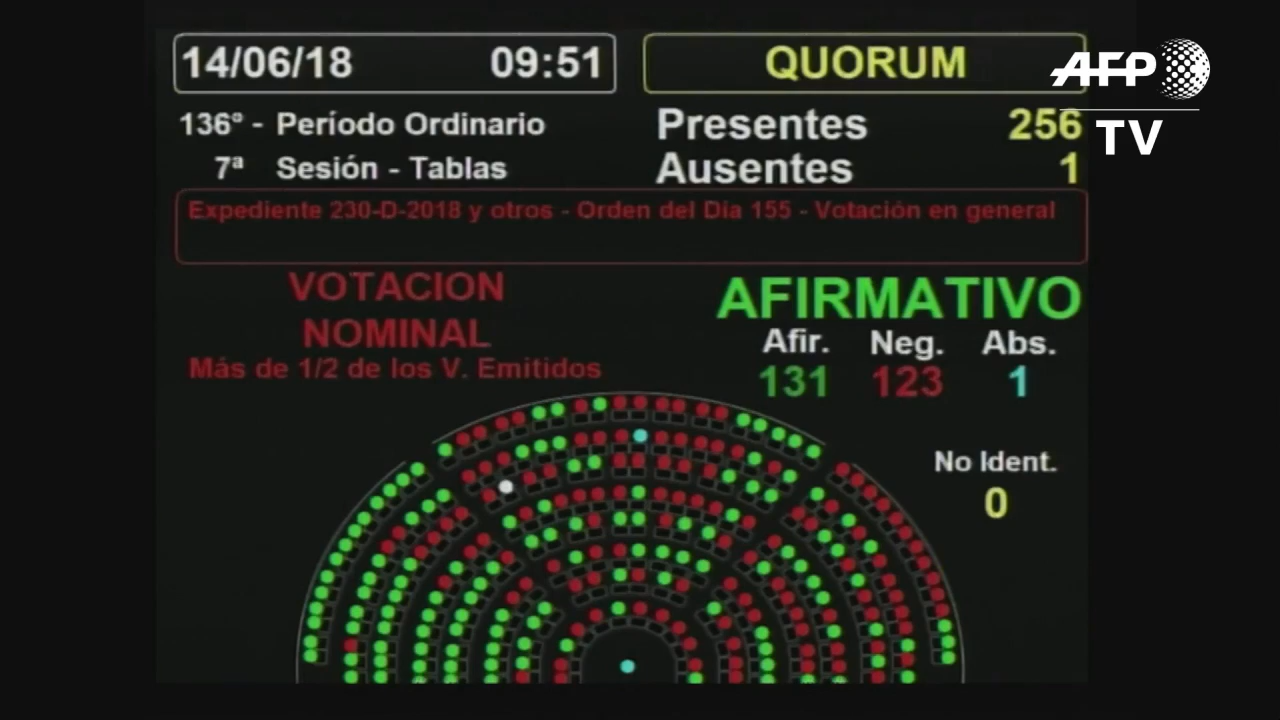 14/06/18 09:51
QUORUM
AFP
TV
136º - Período Ordinario
7ª Sesión - Tablas
Presentes 256
Ausentes 1
Expediente 230-D-2018 y otros - Orden del Día 155 - Votación en general
VOTACION
NOMINAL
Más de 1/2 de los V. Emitidos
AFIRMATIVO
Afir. Neg. Abs.
131 123 1
No Ident.
0